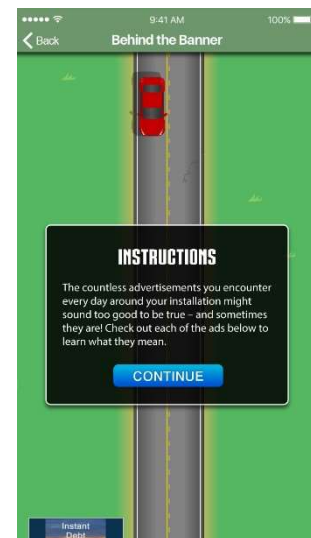 9:41 AM 100%
Back Behind the Banner
INSTRUCTIONS
The countless advertisements you encounter
every day around your installation might
sound too good to be true – and sometimes
they are! Check out each of the ads below to
learn what they mean.
CONTINUE
Instant
Debt